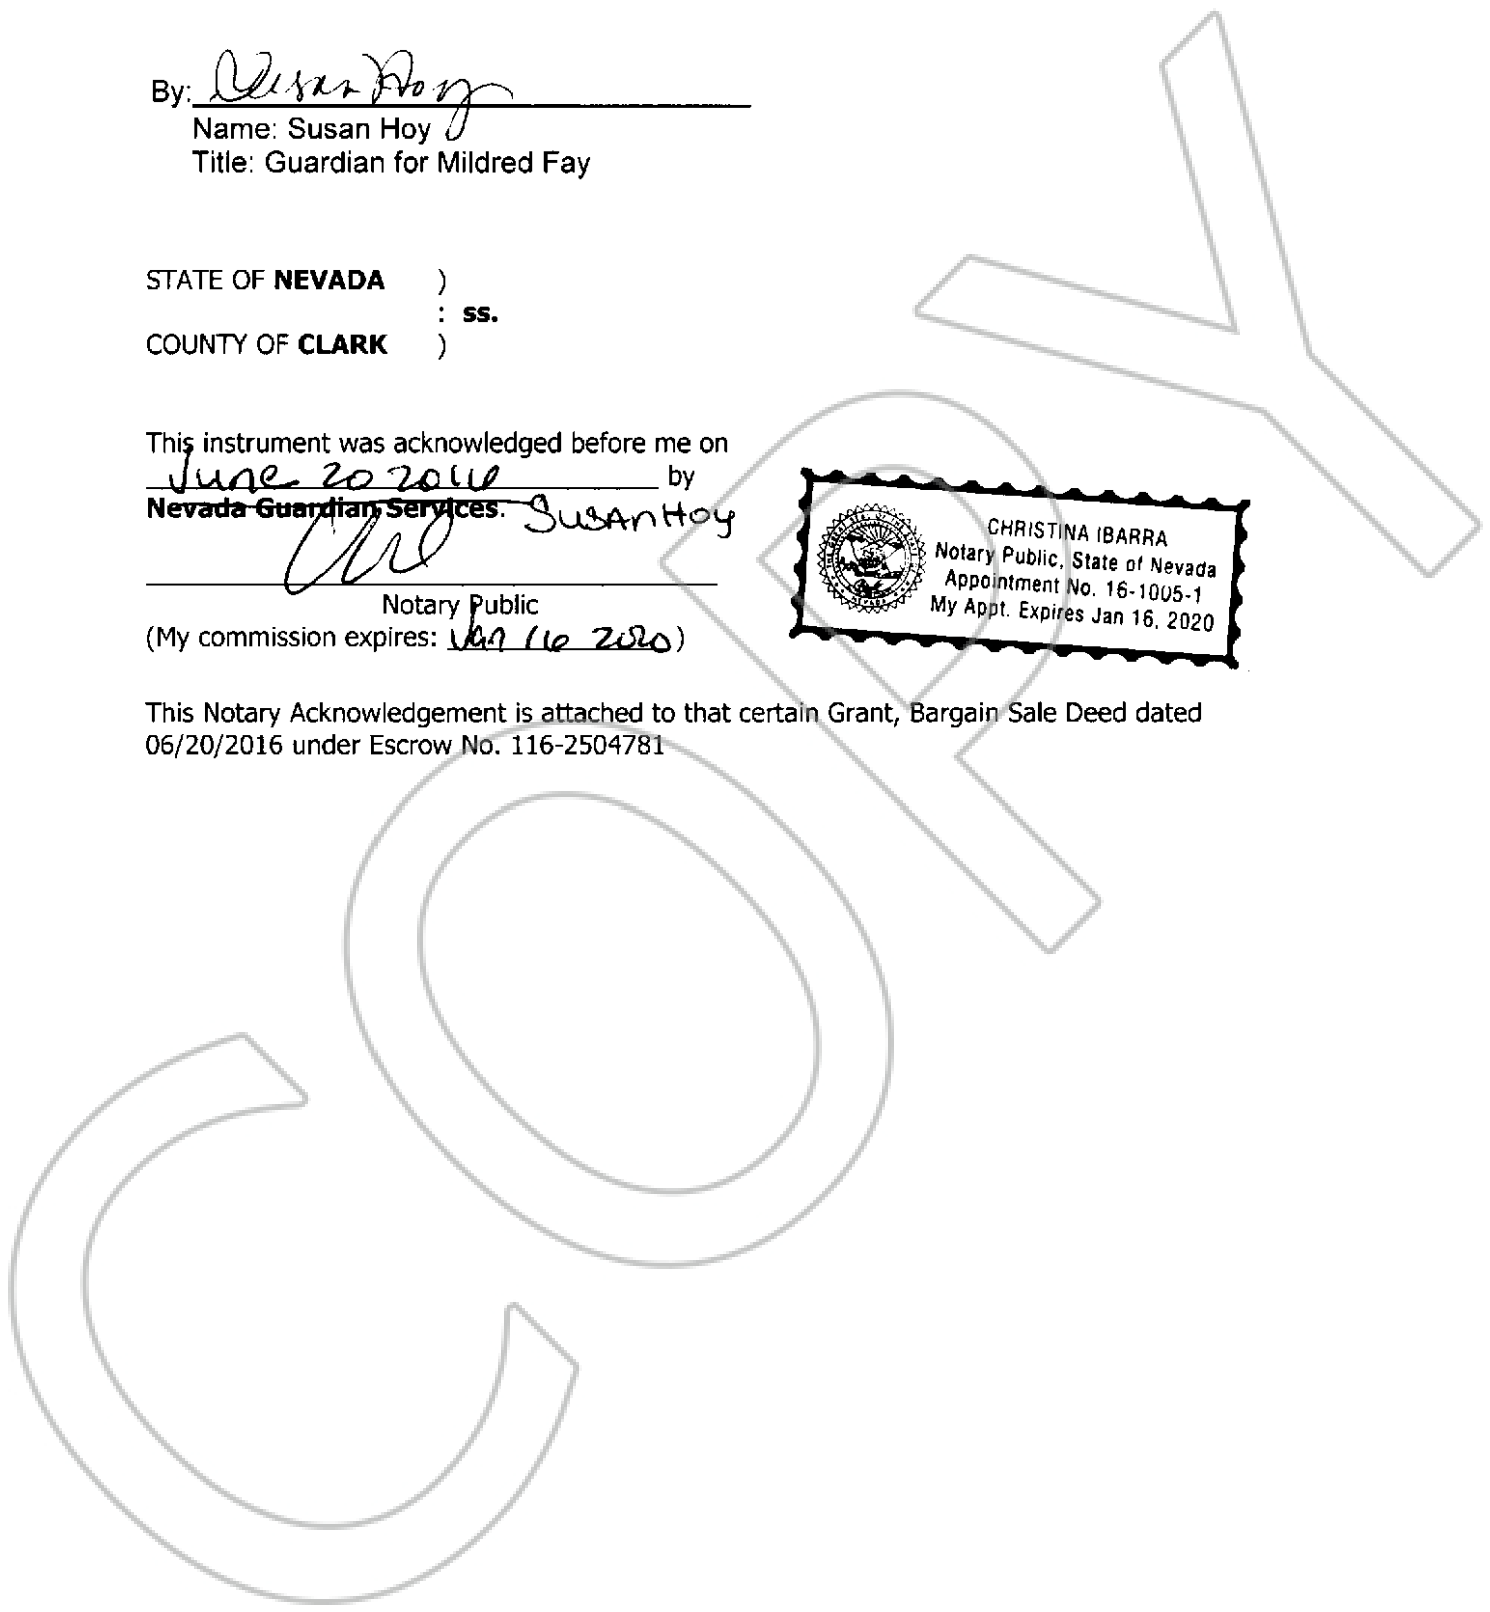 By: Susan Hoy
Name: Susan Hoy
Title: Guardian for Mildred Fay
STATE OF NEVADA )
: ss.
COUNTY OF CLARK )
This instrument was acknowledged before me on
June 20 2016 by
Nevada Guardian Services. Susan Hoy
Notary Public
(My commission expires: Jan 16 2020)
CHRISTINA IBARRA
Notary Public, State of Nevada
Appointment No. 16-1005-1
My Appt. Expires Jan 16, 2020
This Notary Acknowledgement is attached to that certain Grant, Bargain Sale Deed dated
06/20/2016 under Escrow No. 116-2504781
COPY